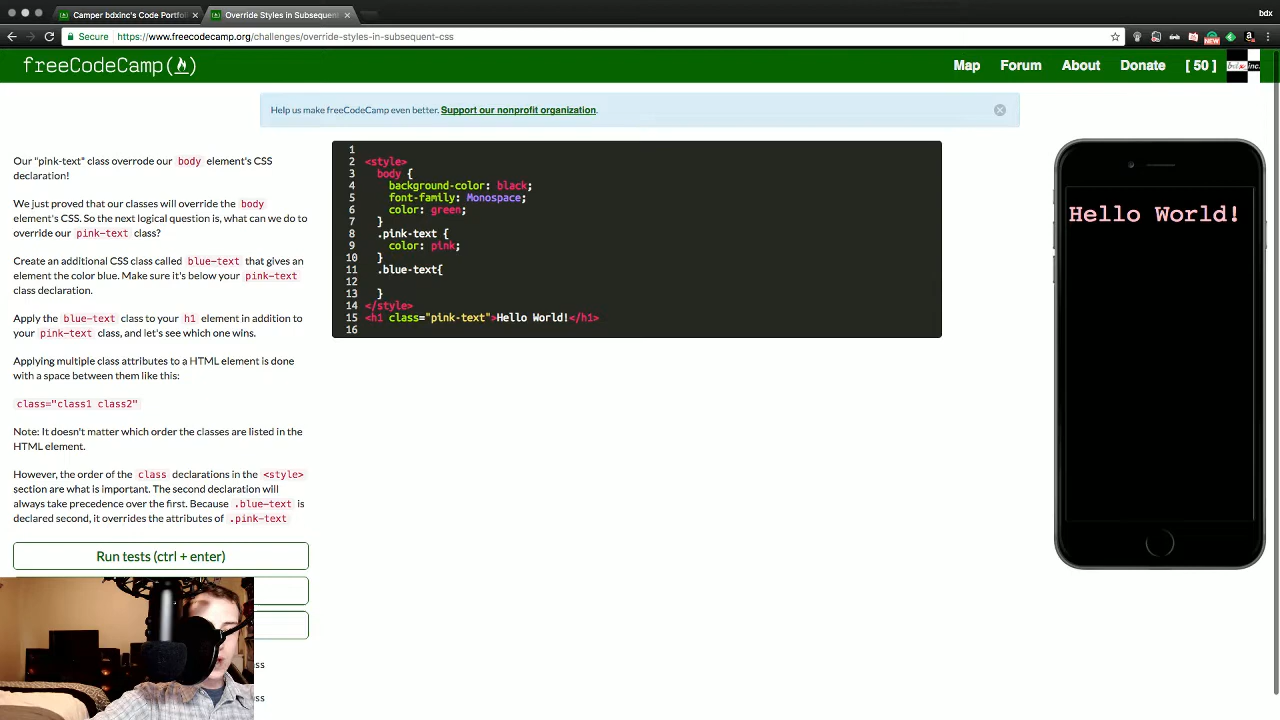 Camper bdxinc's Code Portfoli
Override Styles in Subsequent
bdx
Secure
https://www.freecodecamp.org/challenges/override-styles-in-subsequent-css
NEW
freeCodeCamp
Map
Forum
About
Donate
[ 50 ]
bdx inc.
Help us make freeCodeCamp even better. Support our nonprofit organization.
Our "pink-text" class overrode our body element's CSS
declaration!
We just proved that our classes will override the body
element's CSS. So the next logical question is, what can we do to
override our pink-text class?
Create an additional CSS class called blue-text that gives an
element the color blue. Make sure it's below your pink-text
class declaration.
Apply the blue-text class to your h1 element in addition to
your pink-text class, and let's see which one wins.
Applying multiple class attributes to a HTML element is done
with a space between them like this:
class="class1 class2"
Note: It doesn't matter which order the classes are listed in the
HTML element.
However, the order of the class declarations in the <style>
section are what is important. The second declaration will
always take precedence over the first. Because .blue-text is
declared second, it overrides the attributes of .pink-text
Run tests (ctrl + enter)
ass
ass
1
2 <style>
3 body {
4 background-color: black;
5 font-family: Monospace;
6 color: green;
7 }
8 .pink-text {
9 color: pink;
10 }
11 .blue-text{
12
13 }
14 </style>
15 <h1 class="pink-text">Hello World!</h1>
16
Hello World!